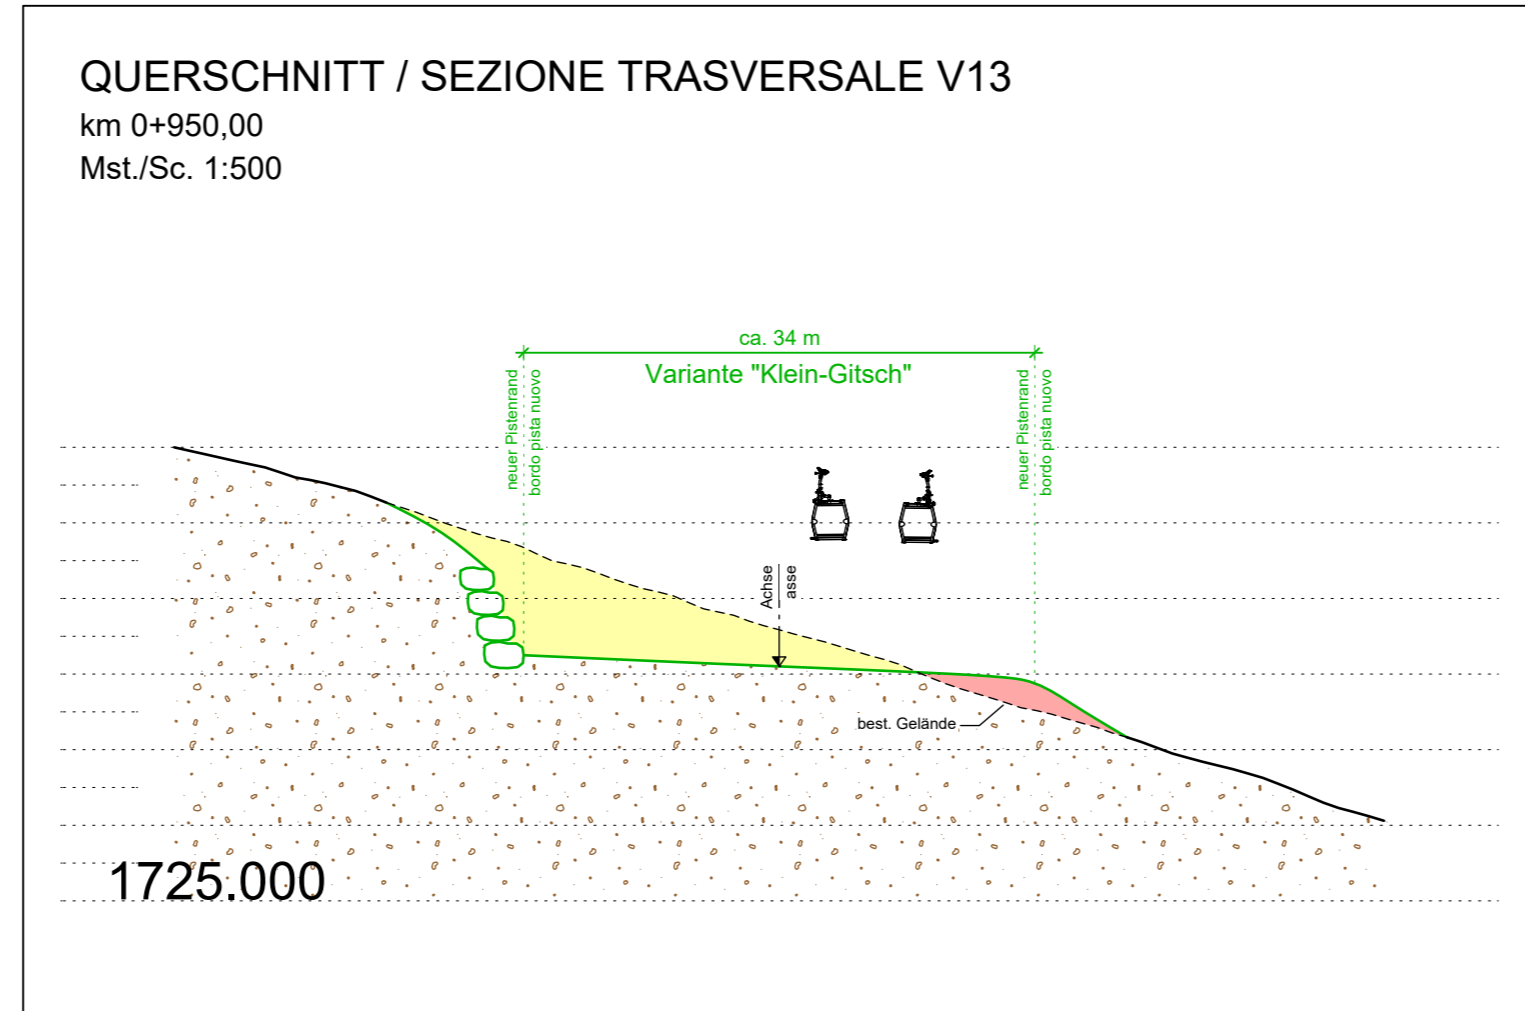 QUERSCHNITT / SEZIONE TRASVERSALE V13
km 0+950,00
Mst./Sc. 1:500
ca. 34 m
Variante "Klein-Gitsch"
neuer Pistenrand
bordo pista nuovo
neuer Pistenrand
bordo pista nuovo
Achse
asse
best. Gelände
1725.000